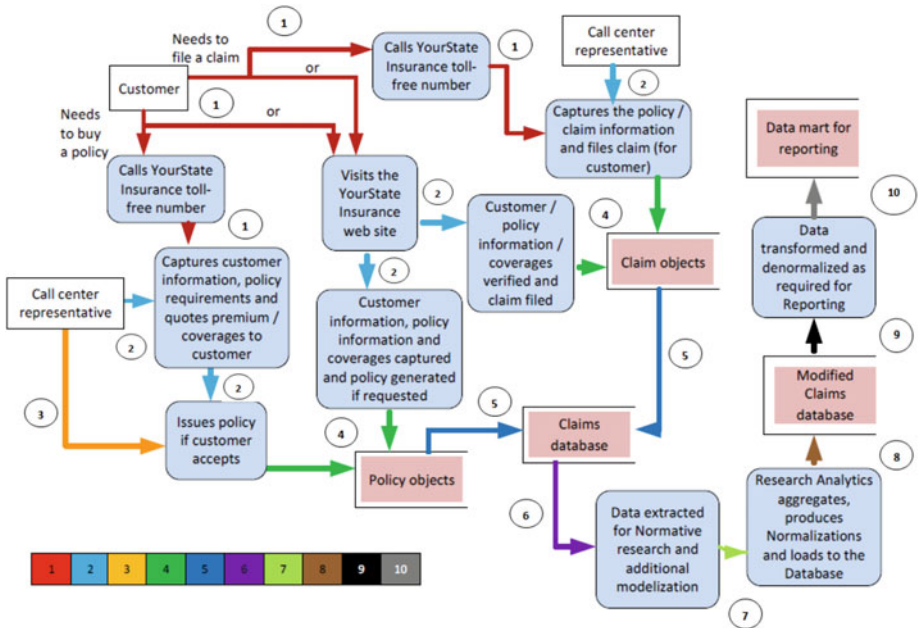 1
Needs to
file a claim
or
Customer
1
or
Needs
to buy
a policy
Calls YourState
Insurance toll-
free number
1
Call center
representative
2
Captures the policy /
claim information
and files claim (for
customer)
Data mart for
reporting
10
Calls YourState
Insurance toll-
free number
1
Visits the
YourState
Insurance
web site
2
2
Customer /
policy
information /
coverages
verified and
claim filed
4
Claim objects
Data
transformed and
denormalized as
required for
Reporting
9
Call center
representative
2
Captures customer
information, policy
requirements and
quotes premium /
coverages to
customer
2
Customer
information, policy
information and
coverages captured
and policy generated
if requested
5
Modified
Claims
database
8
3
Issues policy
if customer
accepts
4
Policy objects
5
Claims
database
6
Data extracted
for Normative
research and
additional
modelization
7
Research Analytics
aggregates,
produces
Normalizations
and loads to the
Database
1 2 3 4 5 6 7 8 9 10